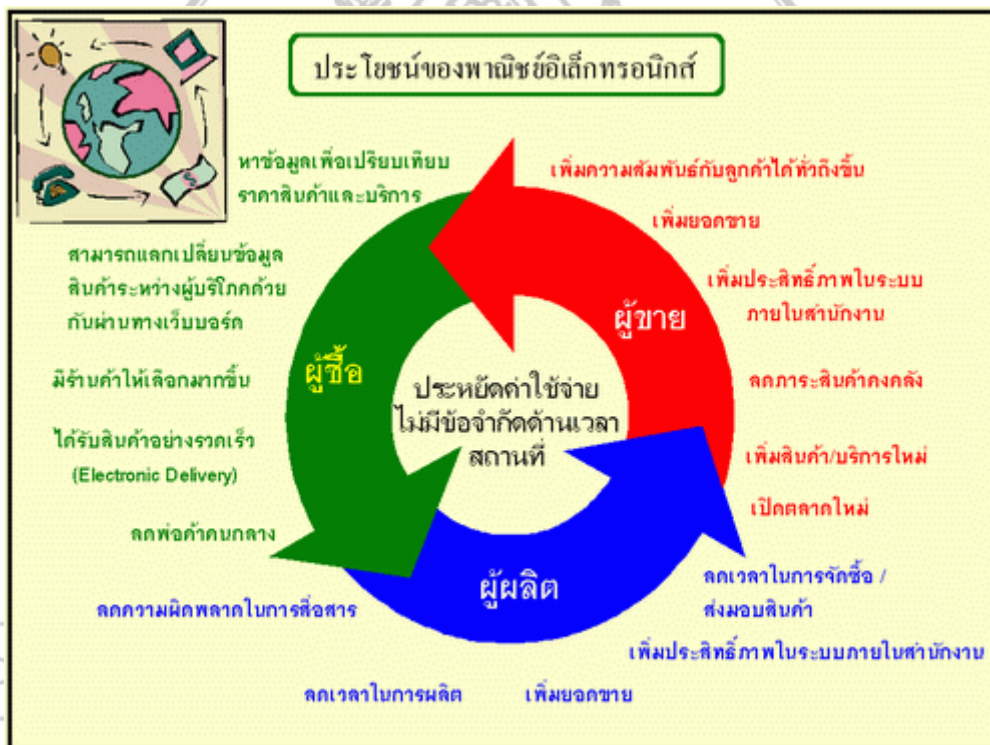 ประโยชน์ของพาณิชย์อิเล็กทรอนิกส์
หาข้อมูลเพื่อเปรียบเทียบ
ราคาสินค้าและบริการ
สามารถแลกเปลี่ยนข้อมูล
สินค้าระหว่างผู้บริโภคด้วย
กันผ่านทางเว็บบอร์ด
มีร้านค้าให้เลือกมากขึ้น
ได้รับสินค้าอย่างรวดเร็ว
(Electronic Delivery)
ลดพ่อค้าคนกลาง
ผู้ซื้อ
ประหยัดค่าใช้จ่าย
ไม่มีข้อจำกัดด้านเวลา
สถานที่
ผู้ขาย
เพิ่มความสัมพันธ์กับลูกค้าได้ทั่วถึงขึ้น
เพิ่มยอดขาย
เพิ่มประสิทธิ์ภาพในระบบ
ภายในสำนักงาน
ลดภาระสินค้าคงคลัง
เพิ่มสินค้า/บริการใหม่
เปิดตลาดใหม่
ผู้ผลิต
ลดเวลาในการจัดซื้อ /
ส่งมอบสินค้า
เพิ่มประสิทธิ์ภาพในระบบภายในสำนักงาน
เพิ่มยอดขาย
ลดเวลาในการผลิต
ลดความผิดพลาดในการสื่อสาร